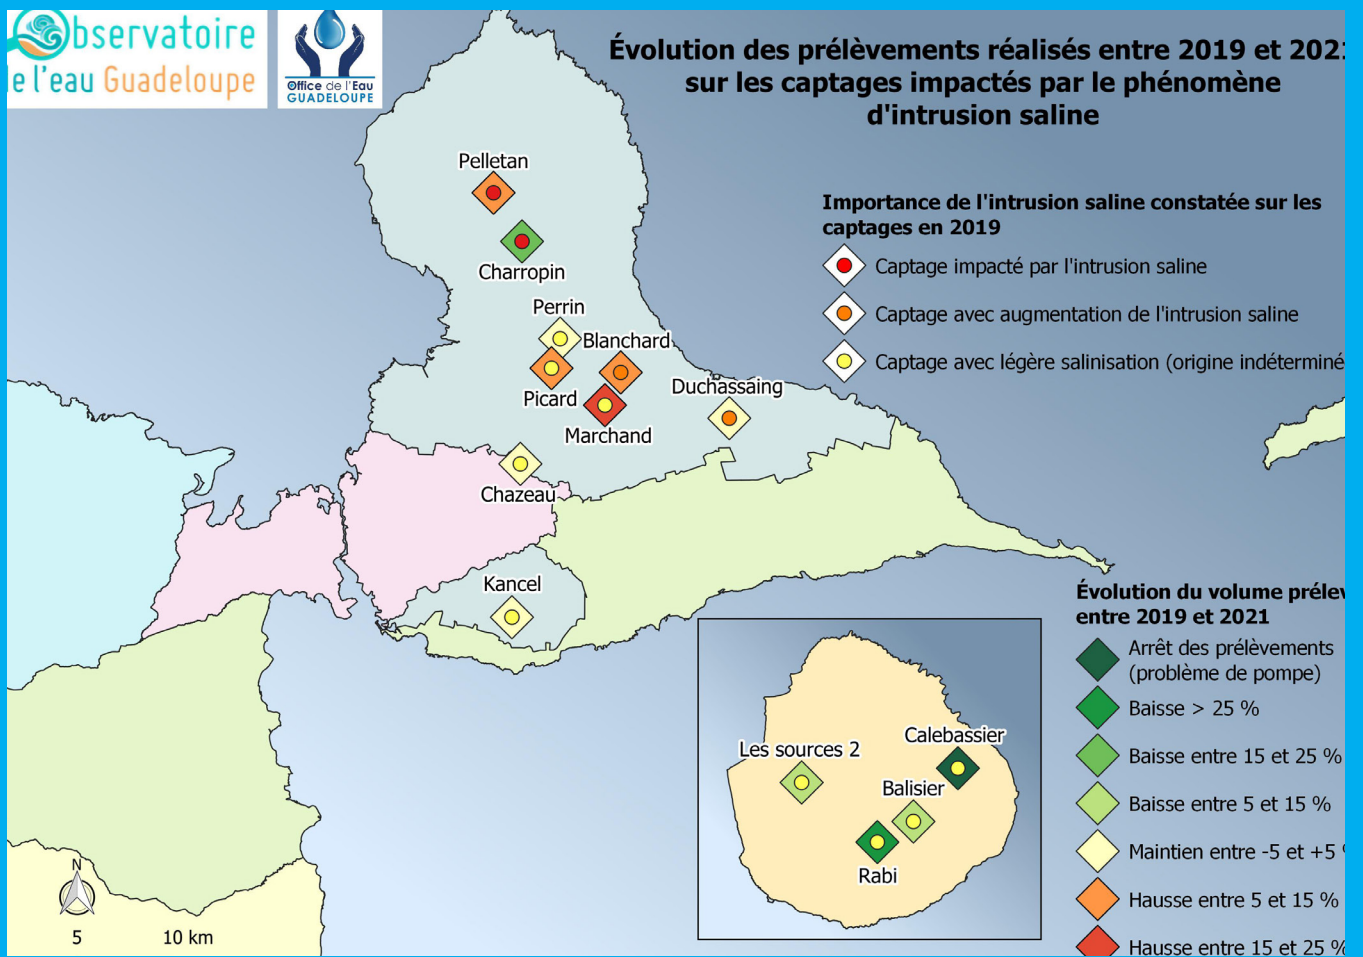 bservatoire
de l'eau Guadeloupe
Office de l'Eau
GUADELOUPE
Évolution des prélèvements réalisés entre 2019 et 2021
sur les captages impactés par le phénomène
d'intrusion saline
Importance de l'intrusion saline constatée sur les
captages en 2019
Captage impacté par l'intrusion saline
Captage avec augmentation de l'intrusion saline
Captage avec légère salinisation (origine indéterminé
Pelletan
Charropin
Perrin
Blanchard
Picard
Duchassaing
Marchand
Chazeau
Kancel
Les sources 2
Calebassier
Balisier
Rabi
Évolution du volume prélev
entre 2019 et 2021
Arrêt des prélèvements
(problème de pompe)
Baisse > 25 %
Baisse entre 15 et 25 %
Baisse entre 5 et 15 %
Maintien entre -5 et +5 %
Hausse entre 5 et 15 %
Hausse entre 15 et 25 %
N
5 10 km